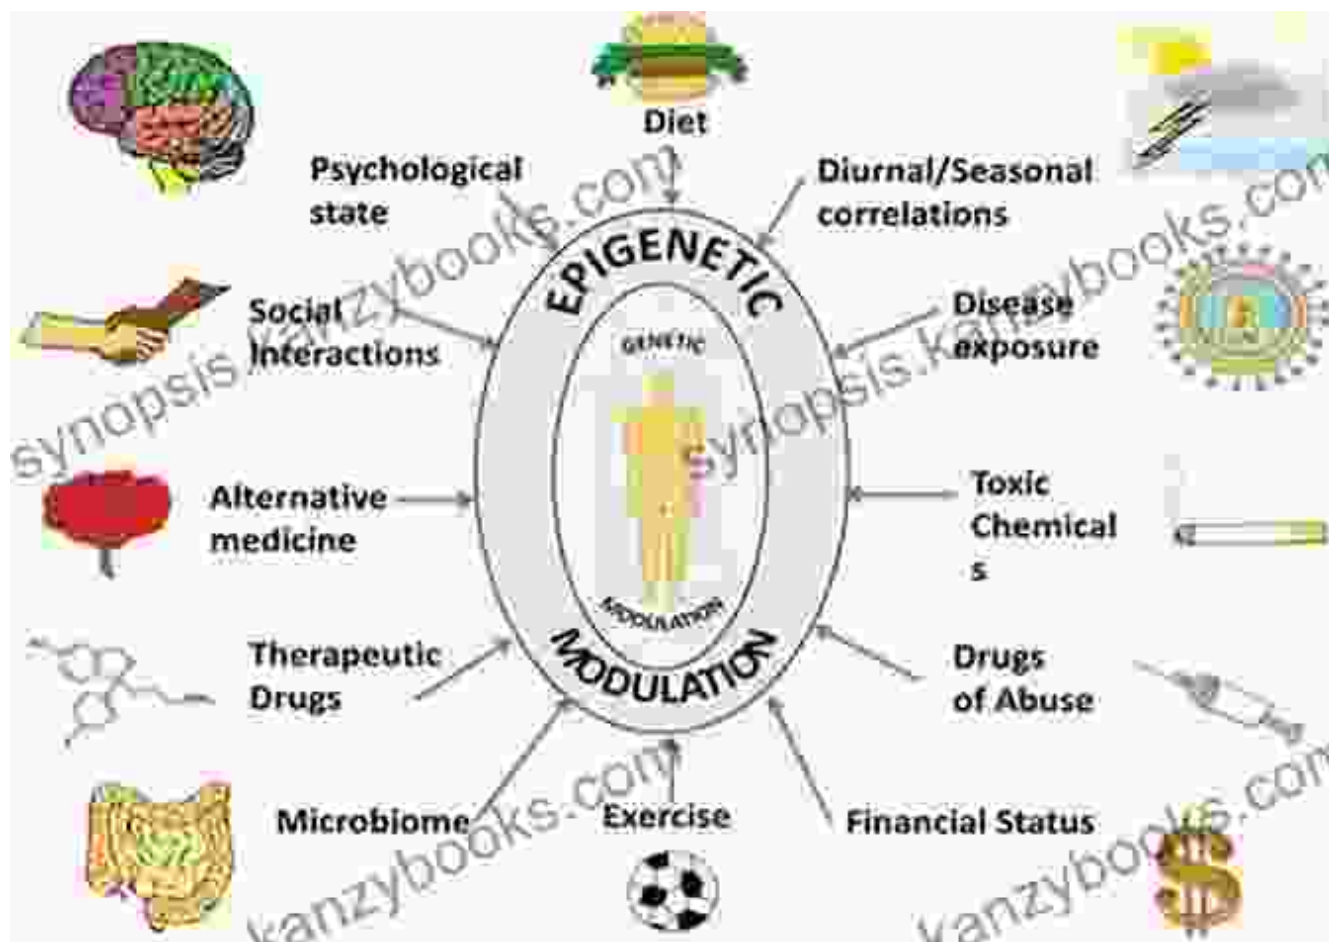 Diet
Psychological
state
Diurnal/Seasonal
correlations
EPIGENETIC
GENETIC
Social
Interactions
Disease
exposure
Alternative
medicine
Toxic
Chemical
s
MODULATION
MODULATION
Therapeutic
Drugs
Drugs
of Abuse
Microbiome
Exercise
Financial Status
synopsis.kanzybooks.com
synopsis.kanzybooks.com
kanzybooks.com
kanzybooks.com